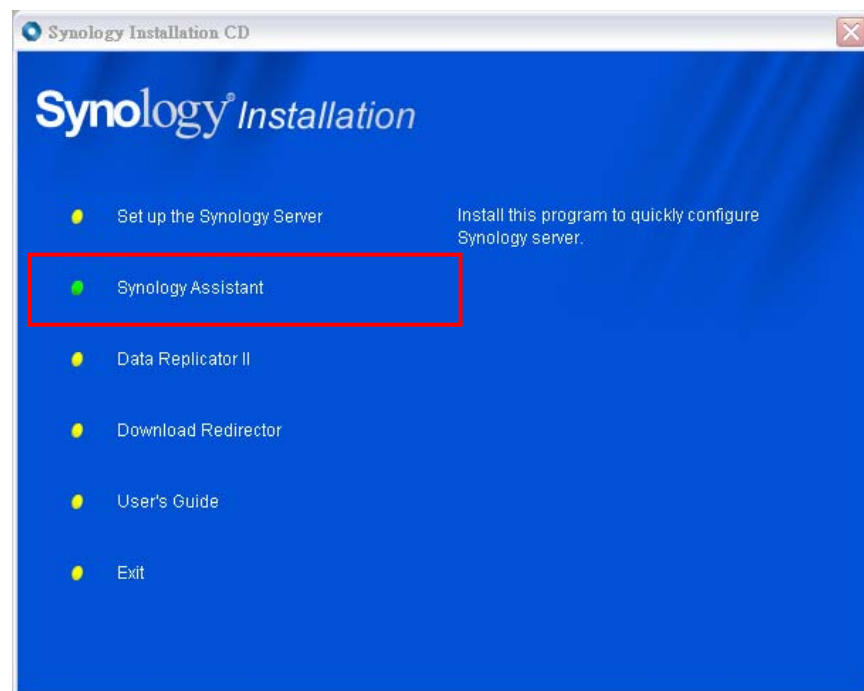 Synology Installation CD
Synology® Installation
Set up the Synology Server
Install this program to quickly configure
Synology server.
Synology Assistant
Data Replicator II
Download Redirector
User's Guide
Exit